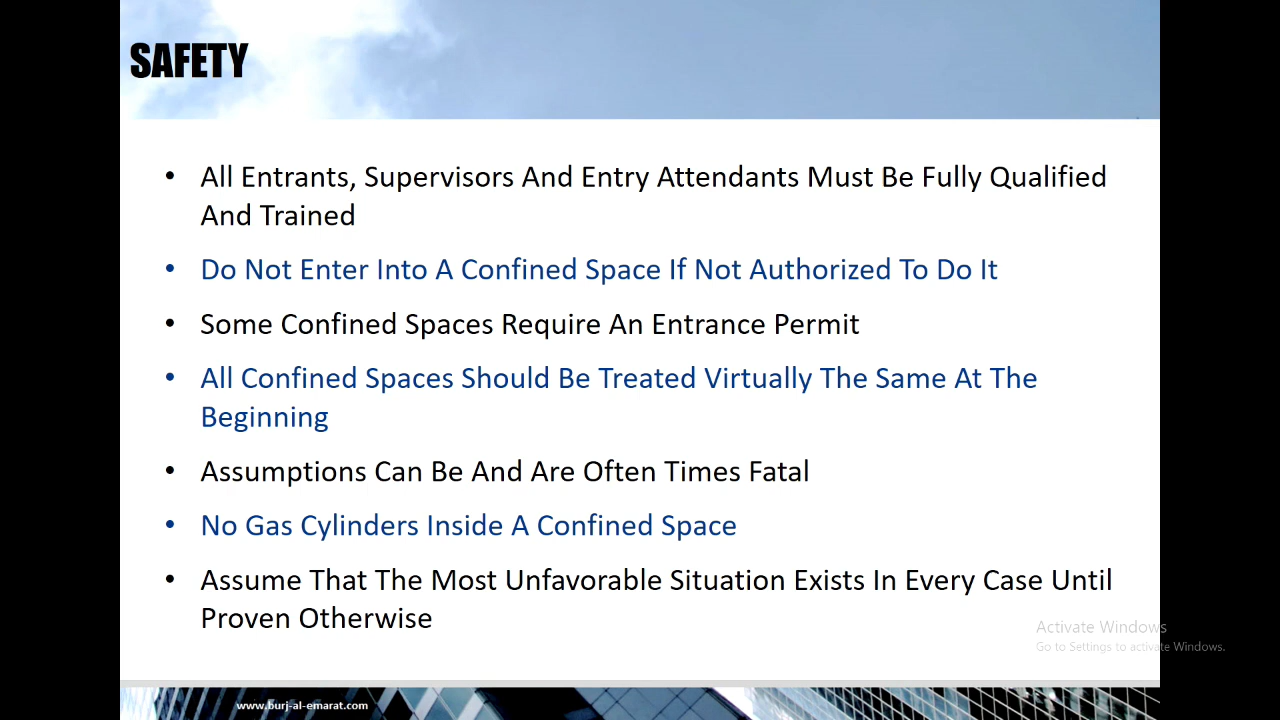 SAFETY
• All Entrants, Supervisors And Entry Attendants Must Be Fully Qualified
And Trained
• Do Not Enter Into A Confined Space If Not Authorized To Do It
• Some Confined Spaces Require An Entrance Permit
• All Confined Spaces Should Be Treated Virtually The Same At The
Beginning
• Assumptions Can Be And Are Often Times Fatal
• No Gas Cylinders Inside A Confined Space
• Assume That The Most Unfavorable Situation Exists In Every Case Until
Proven Otherwise
Activate Windows
Go to Settings to activate Windows.
www.burj-al-emarat.com